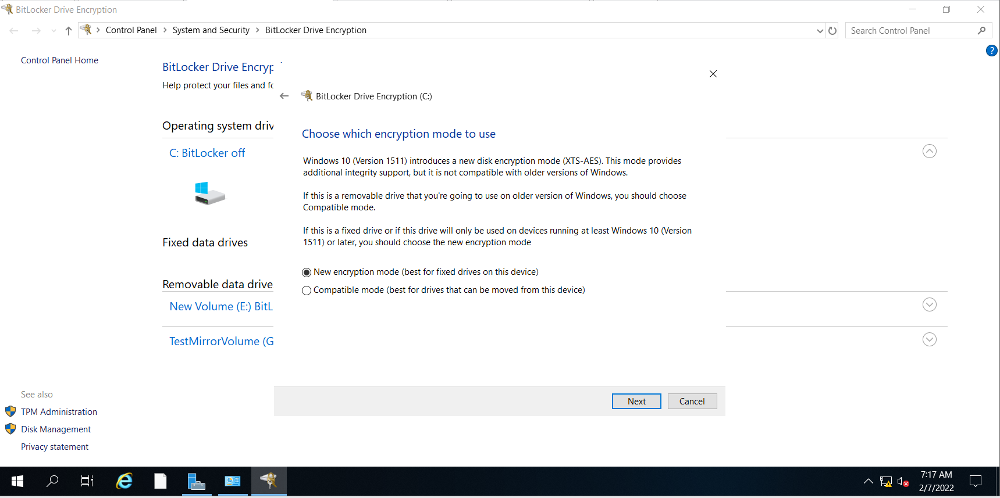 BitLocker Drive Encryption
Control Panel > System and Security > BitLocker Drive Encryption
Search Control Panel
?
Control Panel Home
BitLocker Drive Encryp
Help protect your files and fo
Operating system driv
C: BitLocker off
Fixed data drives
Removable data drive
New Volume (E:) BitL
TestMirrorVolume (G
See also
TPM Administration
Disk Management
Privacy statement
BitLocker Drive Encryption (C:)
Choose which encryption mode to use
Windows 10 (Version 1511) introduces a new disk encryption mode (XTS-AES). This mode provides
additional integrity support, but it is not compatible with older versions of Windows.
If this is a removable drive that you're going to use on older version of Windows, you should choose
Compatible mode.
If this is a fixed drive or if this drive will only be used on devices running at least Windows 10 (Version
1511) or later, you should choose the new encryption mode
New encryption mode (best for fixed drives on this device)
Compatible mode (best for drives that can be moved from this device)
Next
Cancel
7:17 AM
2/7/2022